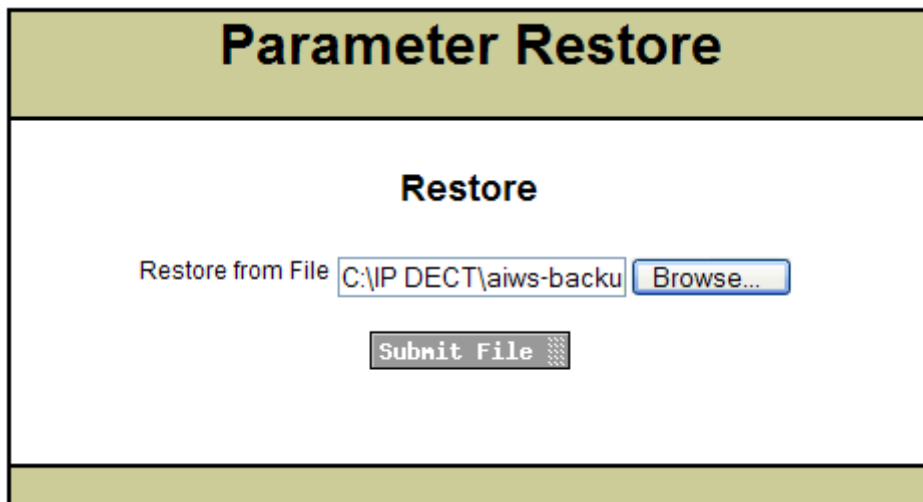 Parameter Restore
Restore
Restore from File C:\IP DECT\aiws-backu Browse...
Submit File